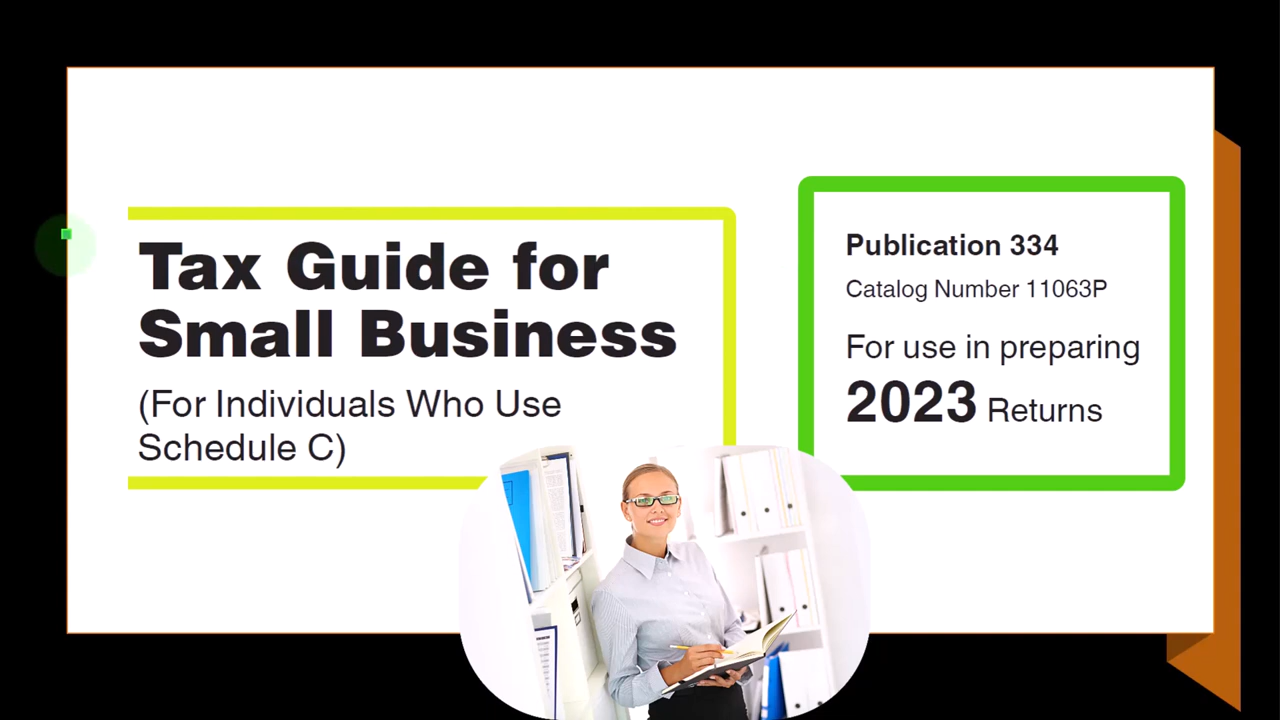 Tax Guide for
Small Business
(For Individuals Who Use
Schedule C)
Publication 334
Catalog Number 11063P
For use in preparing
2023 Returns